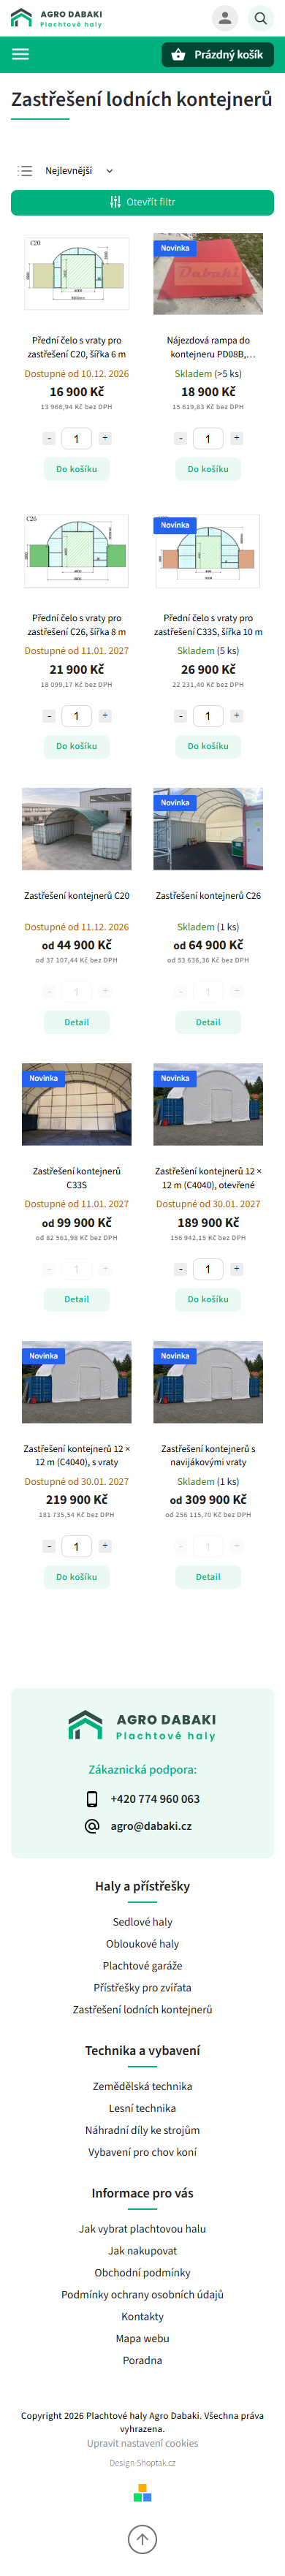 AGRO DABAKI
Plachtové haly
Prázdný košík
Zastřešení lodních kontejnerů
Nejlevnější
Otevřít filtr
C20
Novinka
Dabaki
Přední čelo s vraty pro
zastřešení C20, šířka 6 m
Dostupné od 10.12. 2026
16 900 Kč
13 966,94 Kč bez DPH
- 1 +
Do košíku
Nájezdová rampa do
kontejneru PD08B,...
Skladem (>5 ks)
18 900 Kč
15 619,83 Kč bez DPH
- 1 +
Do košíku
C26
Přední čelo s vraty pro
zastřešení C26, šířka 8 m
Dostupné od 11.01. 2027
21 900 Kč
18 099,17 Kč bez DPH
- 1 +
Do košíku
Novinka
Přední čelo s vraty pro
zastřešení C33S, šířka 10 m
Skladem (5 ks)
26 900 Kč
22 231,40 Kč bez DPH
- 1 +
Do košíku
Zastřešení kontejnerů C20
Dostupné od 11.12. 2026
od 44 900 Kč
od 37 107,44 Kč bez DPH
- 1 +
Detail
Novinka
Zastřešení kontejnerů C26
Skladem (1 ks)
od 64 900 Kč
od 53 636,36 Kč bez DPH
- 1 +
Detail
Novinka
Zastřešení kontejnerů
C33S
Dostupné od 11.01. 2027
od 99 900 Kč
od 82 561,98 Kč bez DPH
- 1 +
Detail
Novinka
Zastřešení kontejnerů 12 ×
12 m (C4040), otevřené
Dostupné od 30.01. 2027
189 900 Kč
156 942,15 Kč bez DPH
- 1 +
Do košíku
Novinka
Zastřešení kontejnerů 12 ×
12 m (C4040), s vraty
Dostupné od 30.01. 2027
219 900 Kč
181 735,54 Kč bez DPH
- 1 +
Do košíku
Novinka
Zastřešení kontejnerů s
navijákovými vraty
Skladem (1 ks)
od 309 900 Kč
od 256 115,70 Kč bez DPH
- 1 +
Detail
AGRO DABAKI
Plachtové haly
Zákaznická podpora:
+420 774 960 063
agro@dabaki.cz
Haly a přístřešky
Sedlové haly
Obloukové haly
Plachtové garáže
Přístřešky pro zvířata
Zastřešení lodních kontejnerů
Technika a vybavení
Zemědělská technika
Lesní technika
Náhradní díly ke strojům
Vybavení pro chov koní
Informace pro vás
Jak vybrat plachtovou halu
Jak nakupovat
Obchodní podmínky
Podmínky ochrany osobních údajů
Kontakty
Mapa webu
Poradna
Copyright 2026 Plachtové haly Agro Dabaki. Všechna práva
vyhrazena.
Upravit nastavení cookies
Design Shoptak.cz